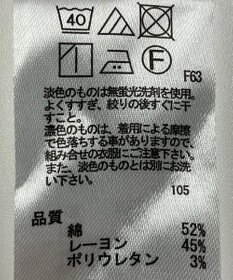 40
F
F63
淡色のものは無蛍光洗剤を使用。
よくすすぎ、絞りの後すぐに干
すこと。
濃色のものは、着用による摩擦
で色落ちする事がありますので、
組み合せの衣服にご注意下さい。
また、淡色のものとは別にお洗
い下さい。
105
品質
綿 52%
レーヨン 45%
ポリウレタン 3%